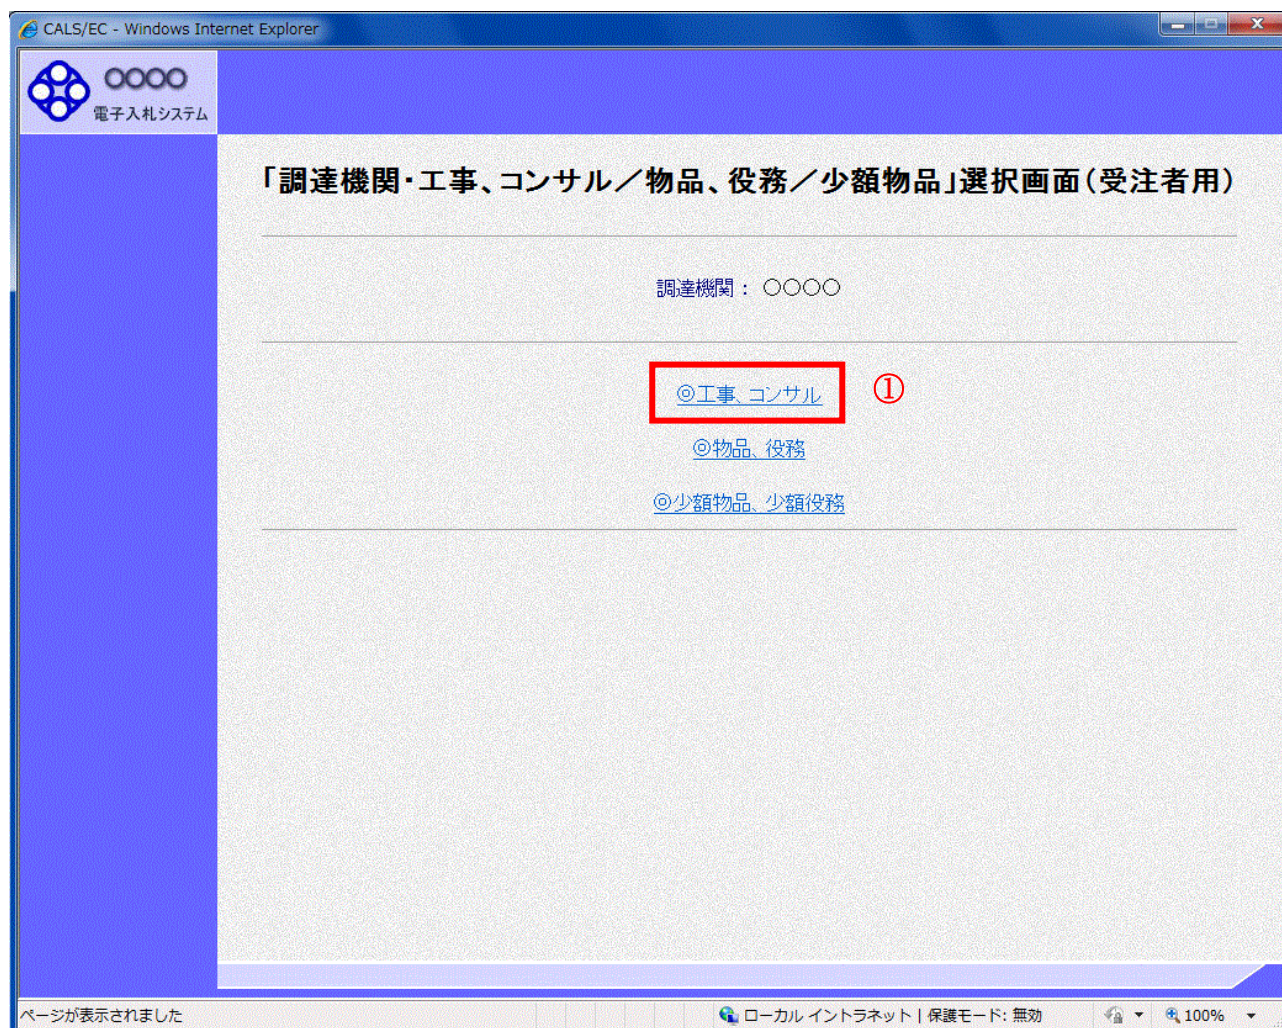 CALS/EC - Windows Internet Explorer
○○○○
電子入札システム
「調達機関・工事、コンサル／物品、役務／少額物品」選択画面（受注者用）
調達機関： ○○○○
◎工事、コンサル
①
◎物品、役務
◎少額物品、少額役務
ページが表示されました
ローカル イントラネット | 保護モード: 無効
100%